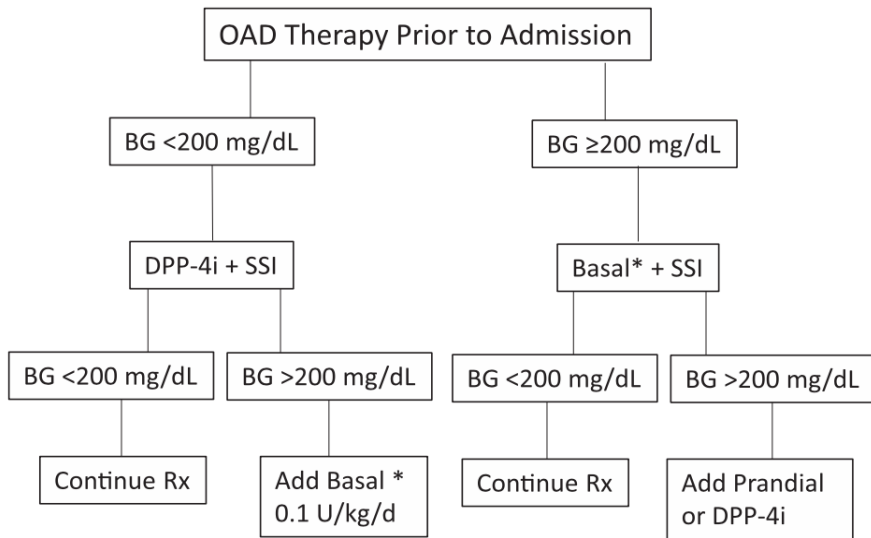 OAD Therapy Prior to Admission
BG <200 mg/dL
BG ≥200 mg/dL
DPP-4i + SSI
Basal* + SSI
BG <200 mg/dL
BG >200 mg/dL
BG <200 mg/dL
BG >200 mg/dL
Continue Rx
Add Basal *
0.1 U/kg/d
Continue Rx
Add Prandial
or DPP-4i